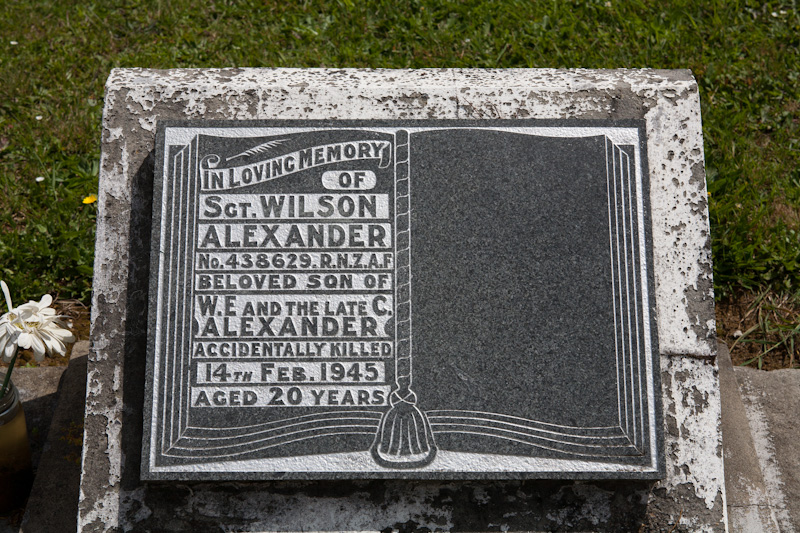 IN LOVING MEMORY
OF
SGT. WILSON
ALEXANDER
NO. 438629. R.N.Z.A.F
BELOVED SON OF
W.E AND THE LATE C.
ALEXANDER
ACCIDENTALLY KILLED
14TH FEB. 1945
AGED 20 YEARS